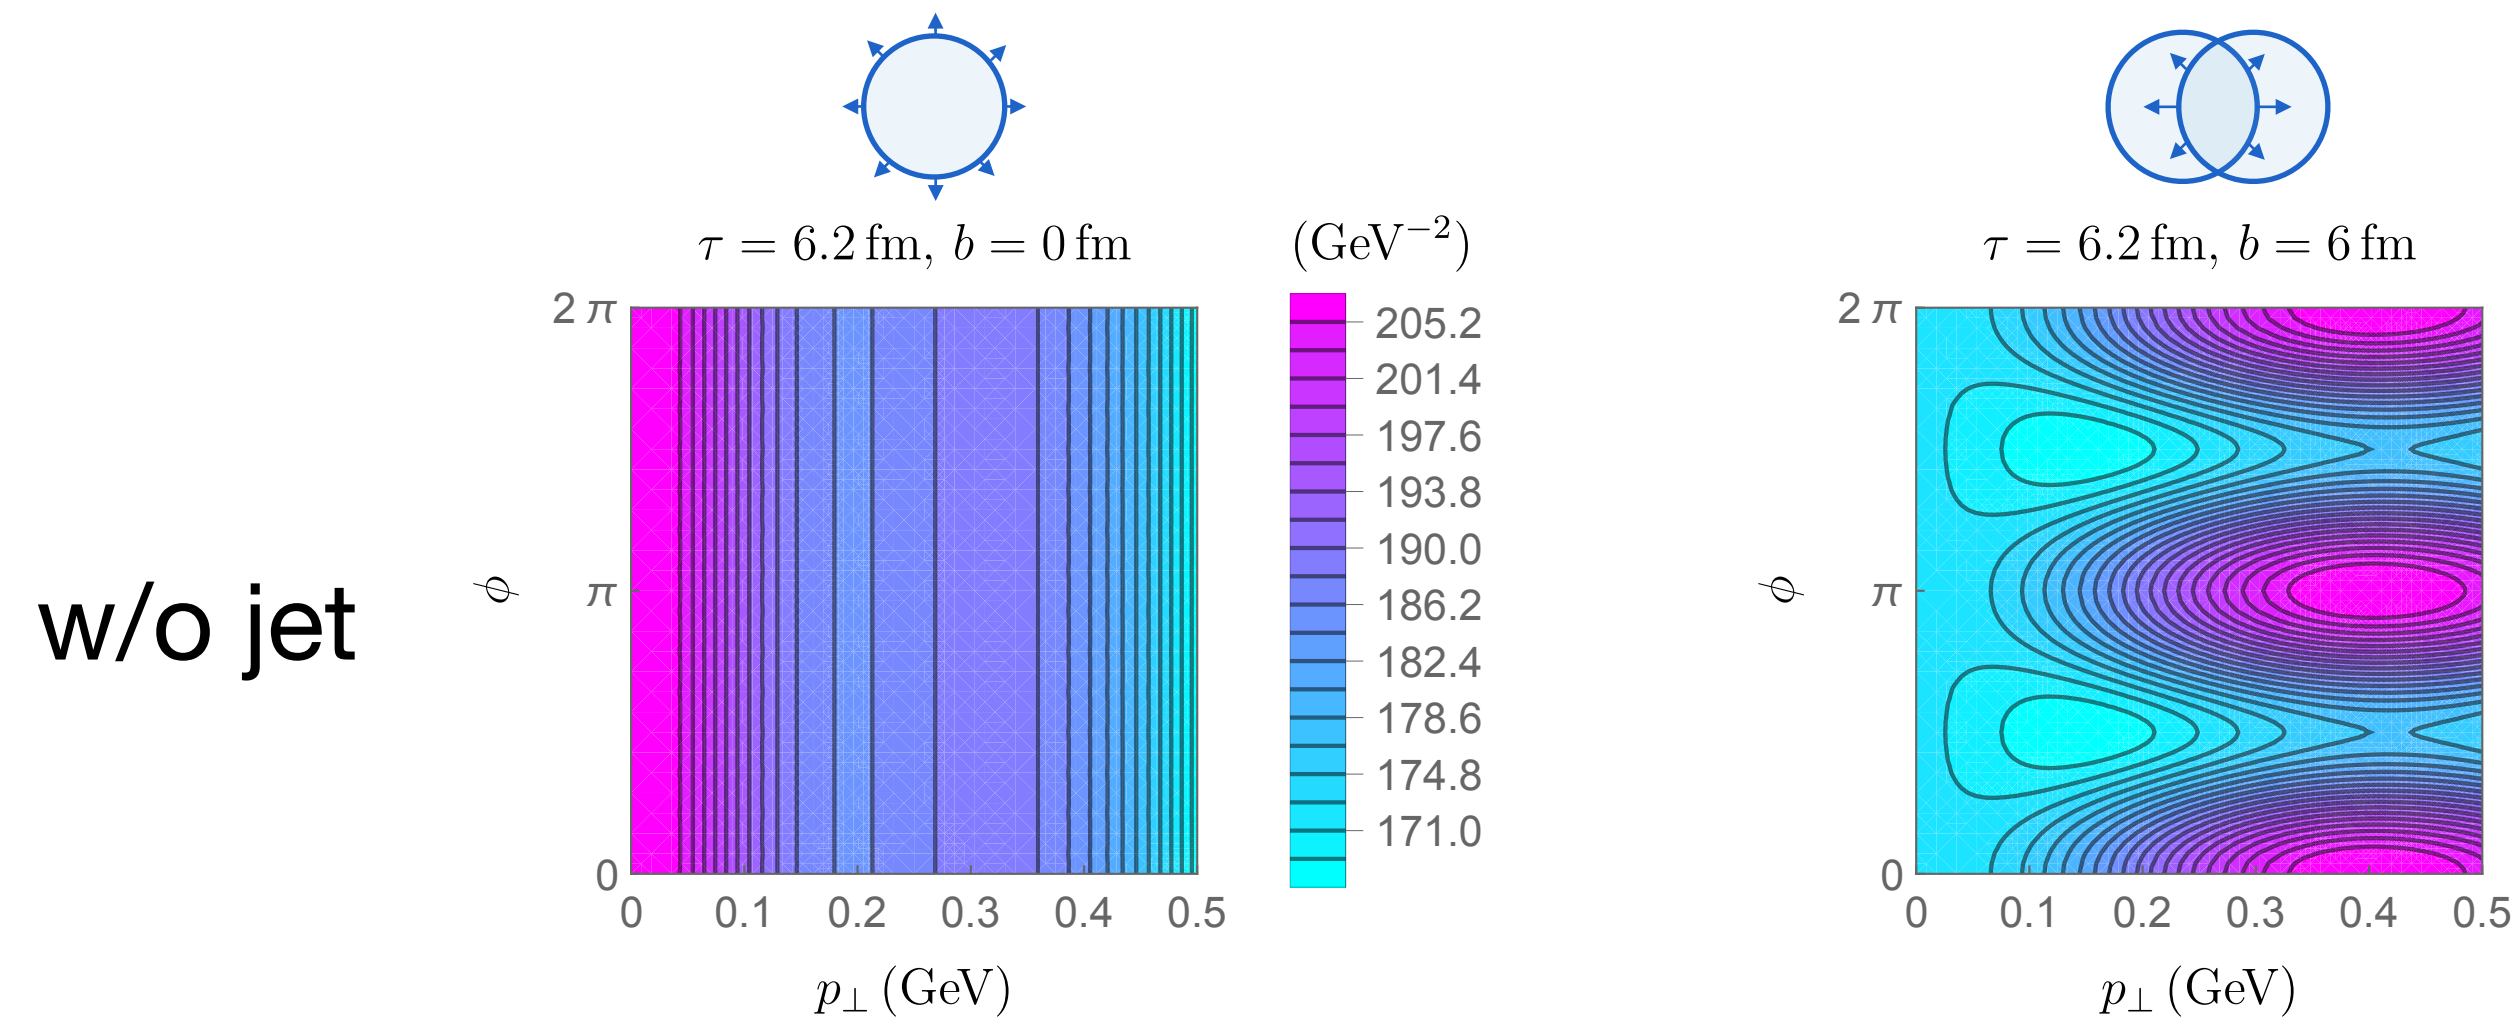 w/o jet
τ = 6.2 fm, b = 0 fm
2 π
π
0
ϕ
0 0.1 0.2 0.3 0.4 0.5
p⊥ (GeV)
(GeV⁻²)
205.2
201.4
197.6
193.8
190.0
186.2
182.4
178.6
174.8
171.0
τ = 6.2 fm, b = 6 fm
2 π
π
0
ϕ
0 0.1 0.2 0.3 0.4 0.5
p⊥ (GeV)